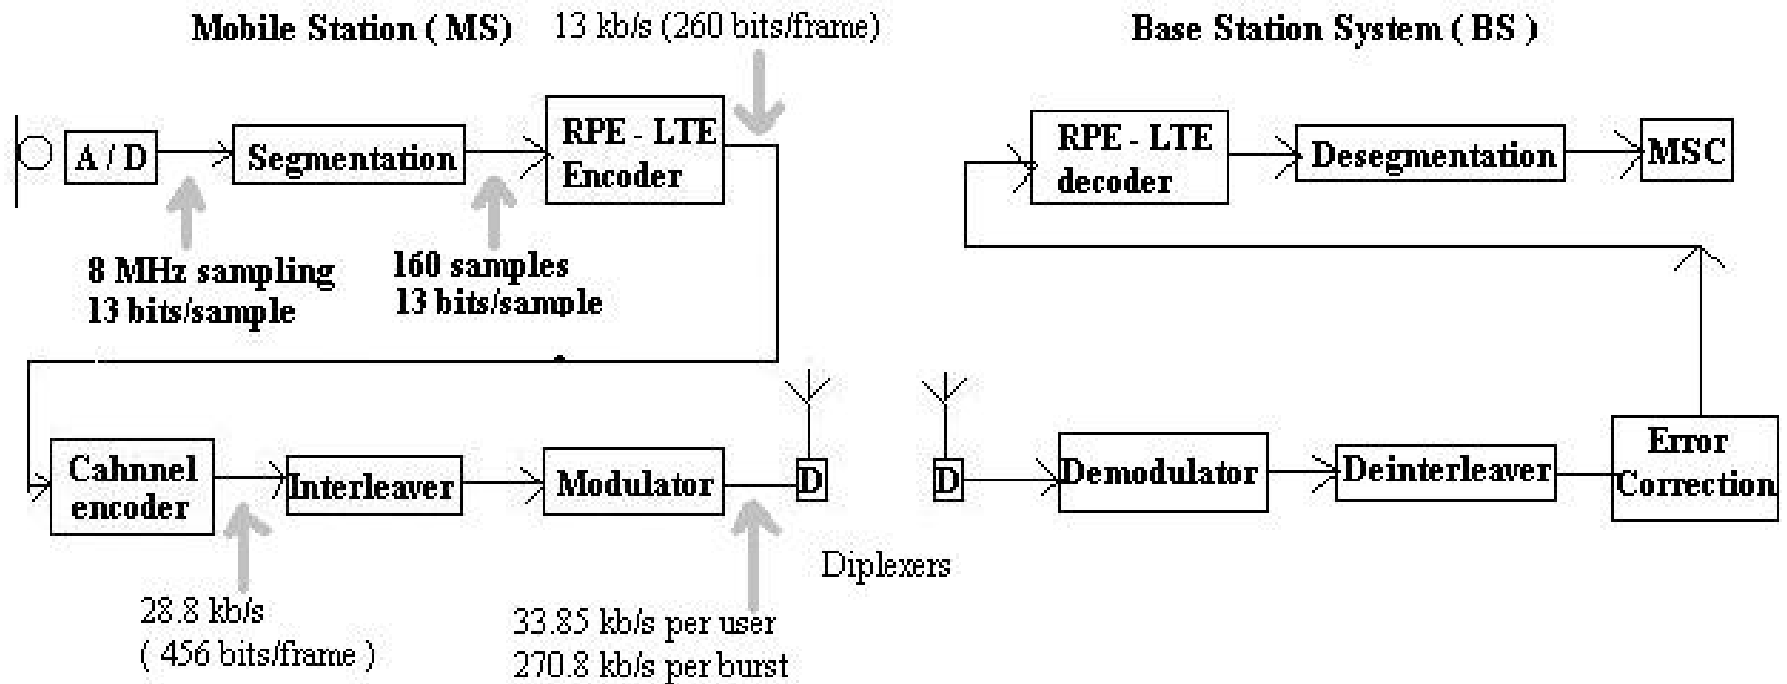 Mobile Station ( MS)
13 kb/s (260 bits/frame)
Base Station System ( BS )
A / D
Segmentation
RPE - LTE
Encoder
RPE - LTE
decoder
Desegmentation
MSC
8 MHz sampling
13 bits/sample
160 samples
13 bits/sample
Cahnnel
encoder
Interleaver
Modulator
D
D
Demodulator
Deinterleaver
Error
Correction
Diplexers
28.8 kb/s
( 456 bits/frame )
33.85 kb/s per user
270.8 kb/s per burst